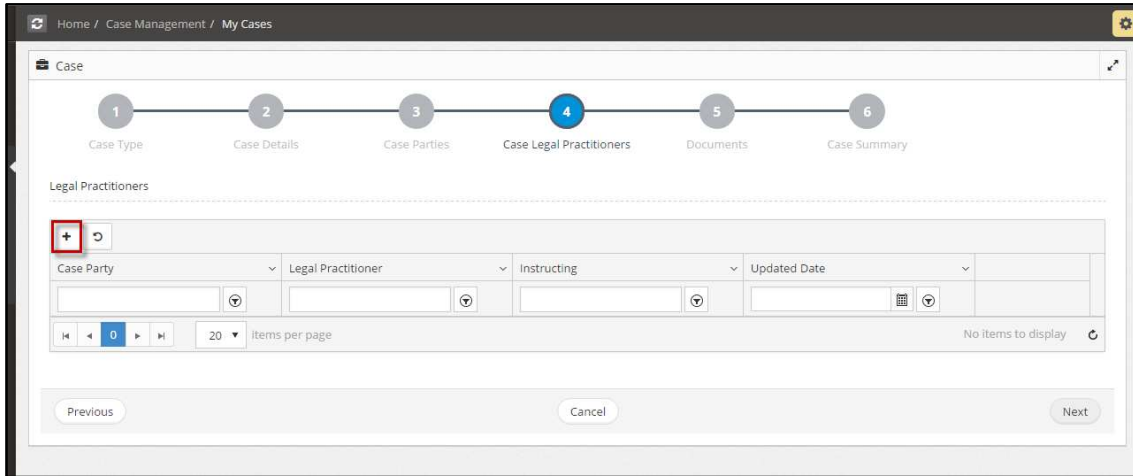 Home / Case Management / My Cases
Case
1 2 3 4 5 6
Case Type Case Details Case Parties Case Legal Practitioners Documents Case Summary
Legal Practitioners
+
Case Party Legal Practitioner Instructing Updated Date
0 20 items per page No items to display
Previous Cancel Next